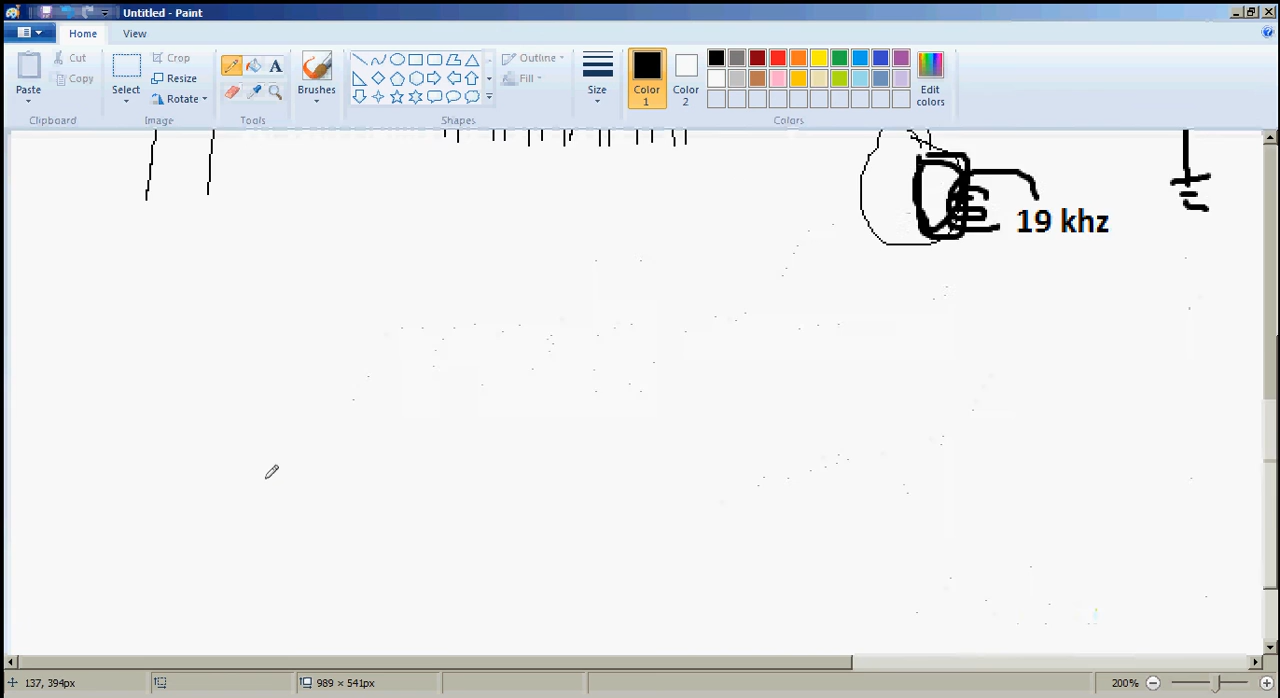 Untitled - Paint
Home View
Paste
Cut
Copy
Clipboard
Select
Crop
Resize
Rotate
Image
A
Tools
Brushes
Outline
Fill
Shapes
Size
Color 1
Color 2
Edit colors
Colors
19 khz
137, 394px
989 × 541px
200%